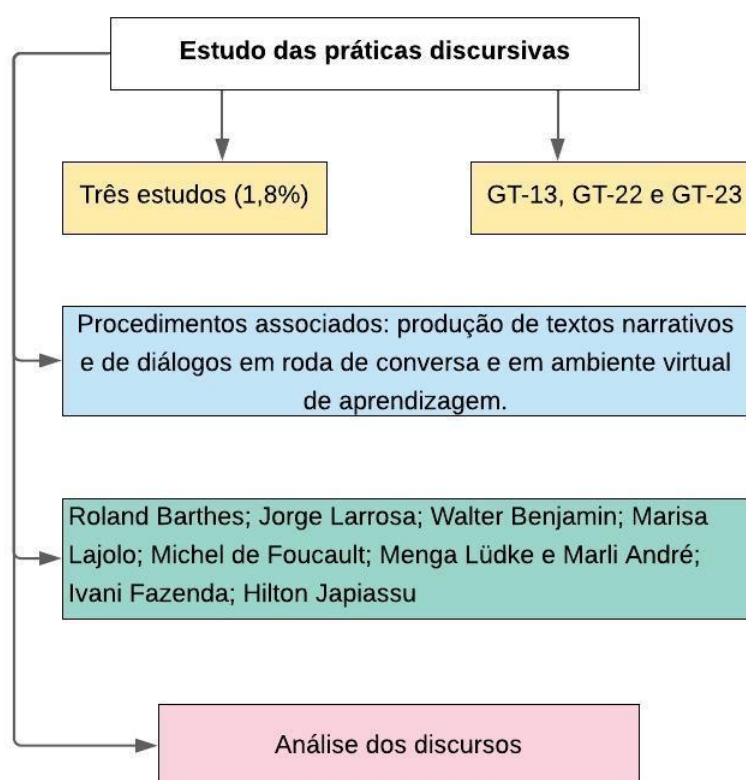 Estudo das práticas discursivas
Três estudos (1,8%)
GT-13, GT-22 e GT-23
Procedimentos associados: produção de textos narrativos
e de diálogos em roda de conversa e em ambiente virtual
de aprendizagem.
Roland Barthes; Jorge Larrosa; Walter Benjamin; Marisa
Lajolo; Michel de Foucault; Menga Lüdke e Marli André;
Ivani Fazenda; Hilton Japiassu
Análise dos discursos